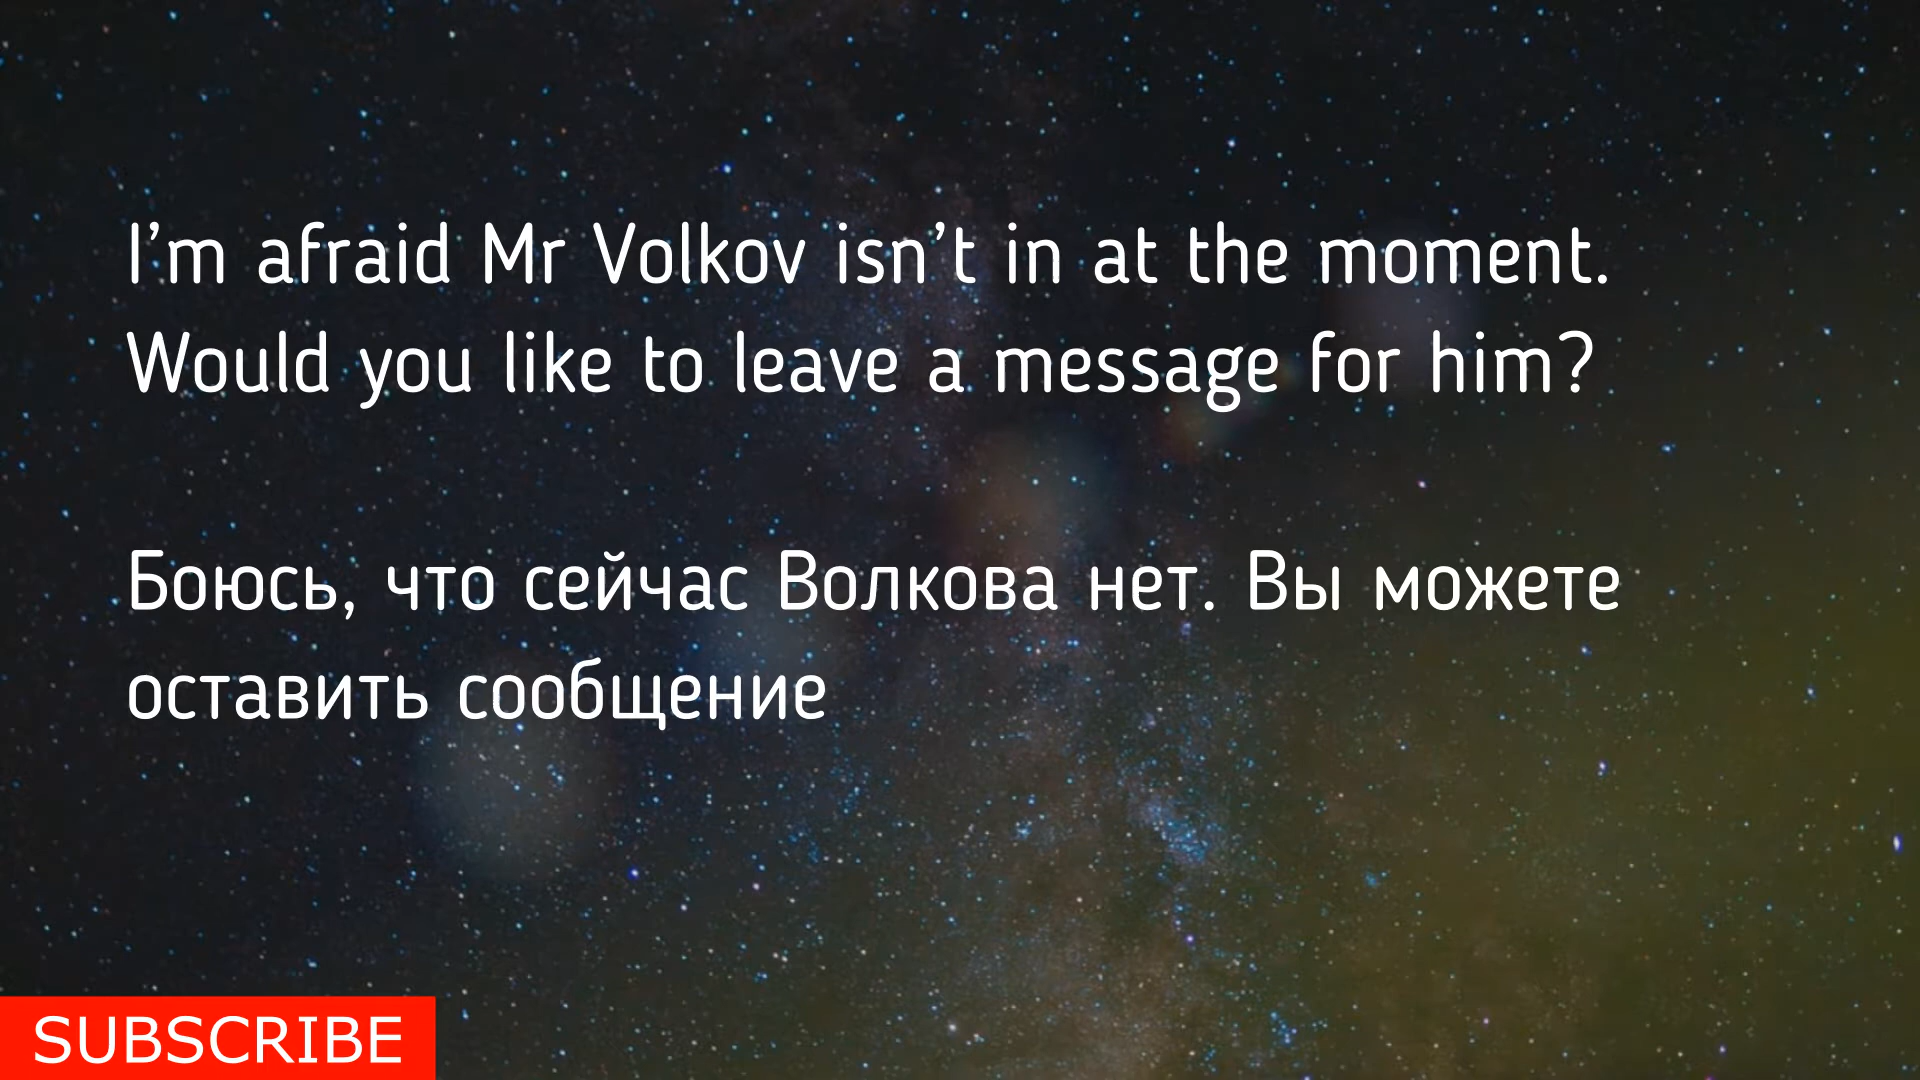 I’m afraid Mr Volkov isn’t in at the moment.
Would you like to leave a message for him?
Боюсь, что сейчас Волкова нет. Вы можете
оставить сообщение
SUBSCRIBE